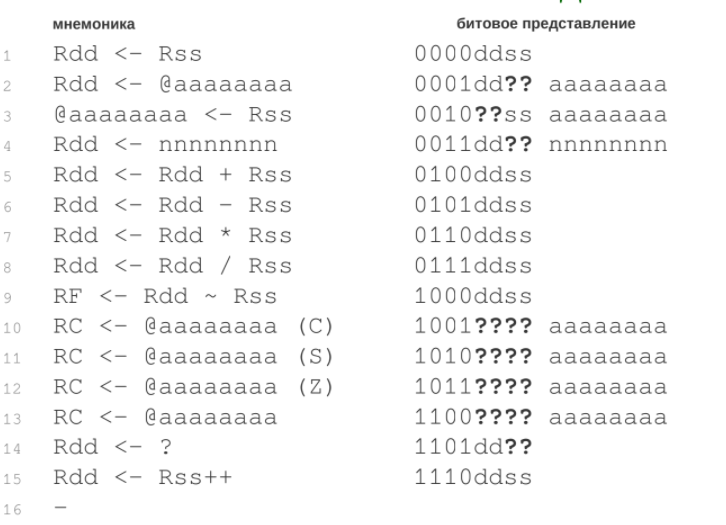 мнемоника битовое представление
1 Rdd <- Rss 0000ddss
2 Rdd <- @aaaaaaaa 0001dd?? aaaaaaaa
3 @aaaaaaaa <- Rss 0010??ss aaaaaaaa
4 Rdd <- nnnnnnnn 0011dd?? nnnnnnnn
5 Rdd <- Rdd + Rss 0100ddss
6 Rdd <- Rdd - Rss 0101ddss
7 Rdd <- Rdd * Rss 0110ddss
8 Rdd <- Rdd / Rss 0111ddss
9 RF <- Rdd ~ Rss 1000ddss
10 RC <- @aaaaaaaa (C) 1001???? aaaaaaaa
11 RC <- @aaaaaaaa (S) 1010???? aaaaaaaa
12 RC <- @aaaaaaaa (Z) 1011???? aaaaaaaa
13 RC <- @aaaaaaaa 1100???? aaaaaaaa
14 Rdd <- ? 1101dd??
15 Rdd <- Rss++ 1110ddss
16 -